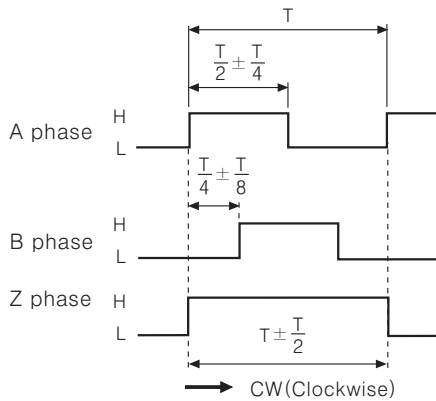 T
T/2 ± T/4
A phase H
L
T/4 ± T/8
B phase H
L
Z phase H
L
T ± T/2
CW(Clockwise)